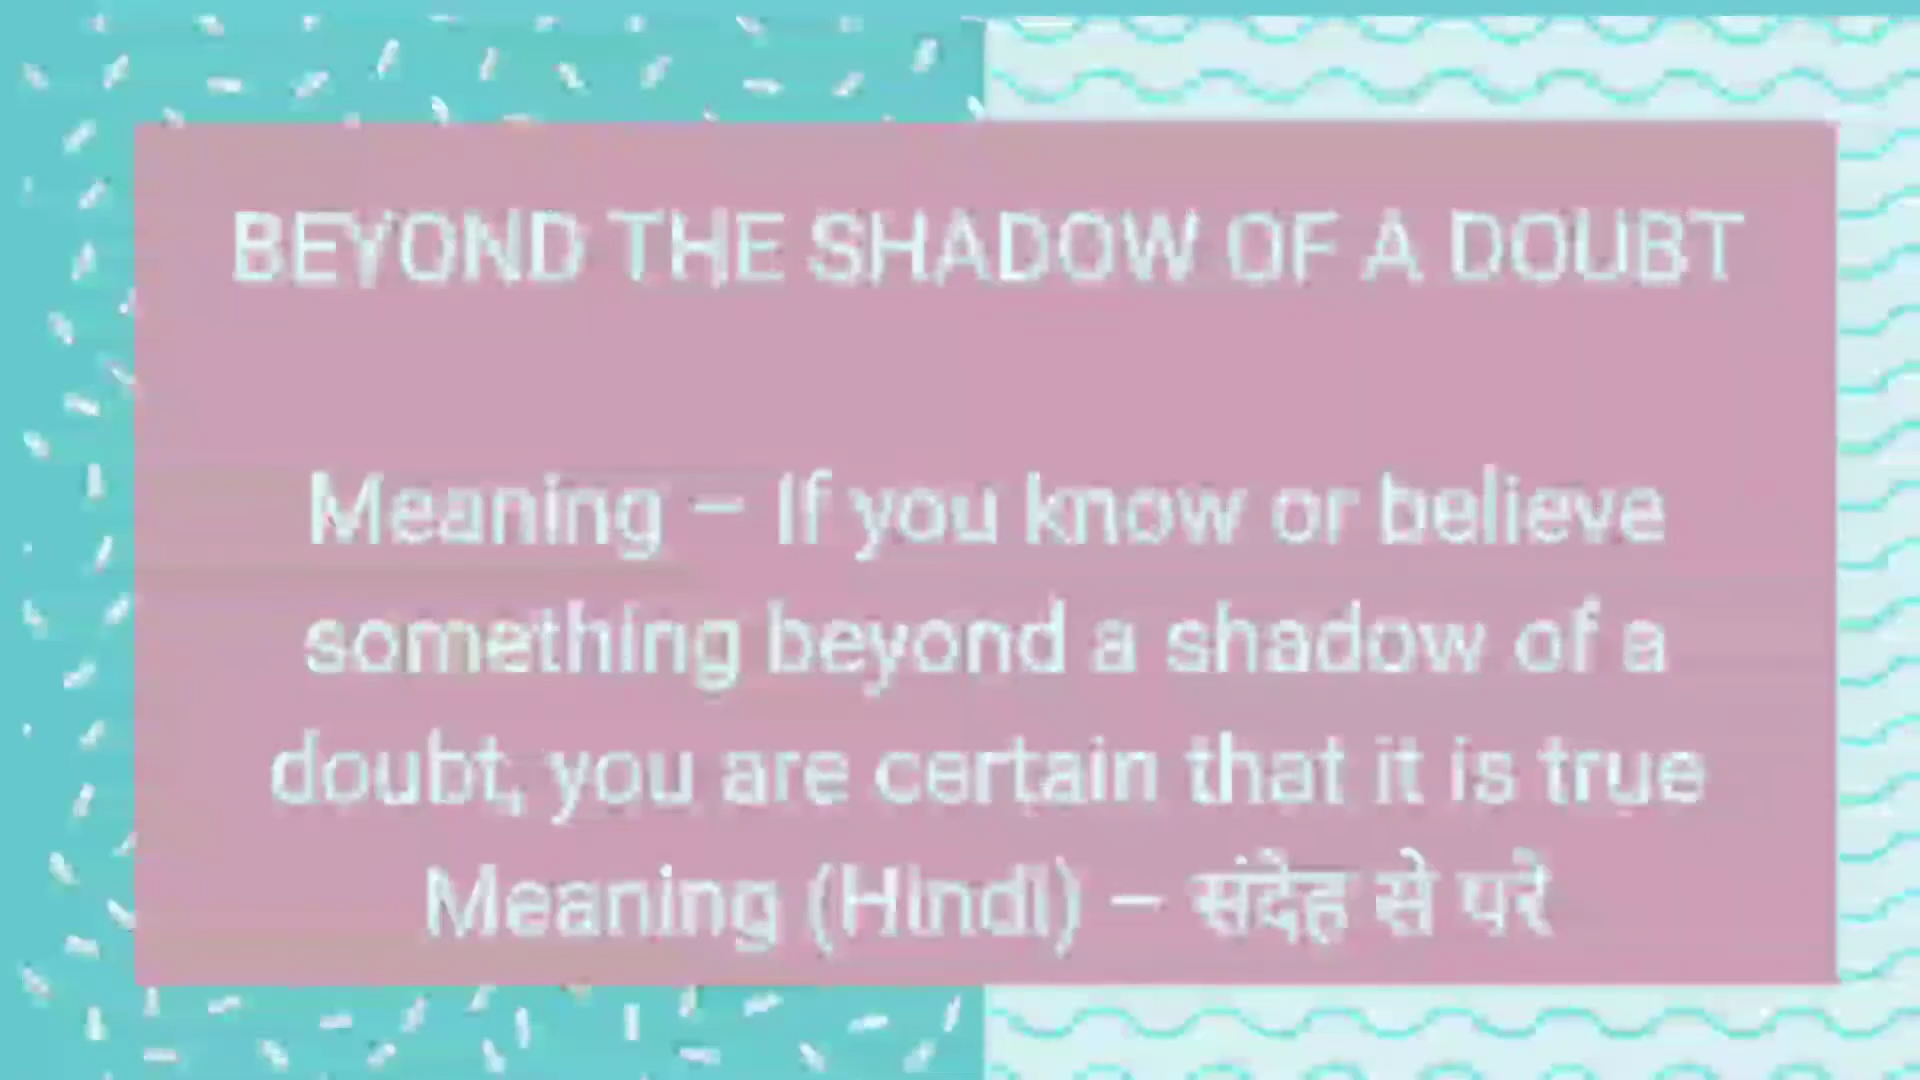 BEYOND THE SHADOW OF A DOUBT
Meaning – If you know or believe
something beyond a shadow of a
doubt, you are certain that it is true
Meaning (Hindi) – संदेह से परे